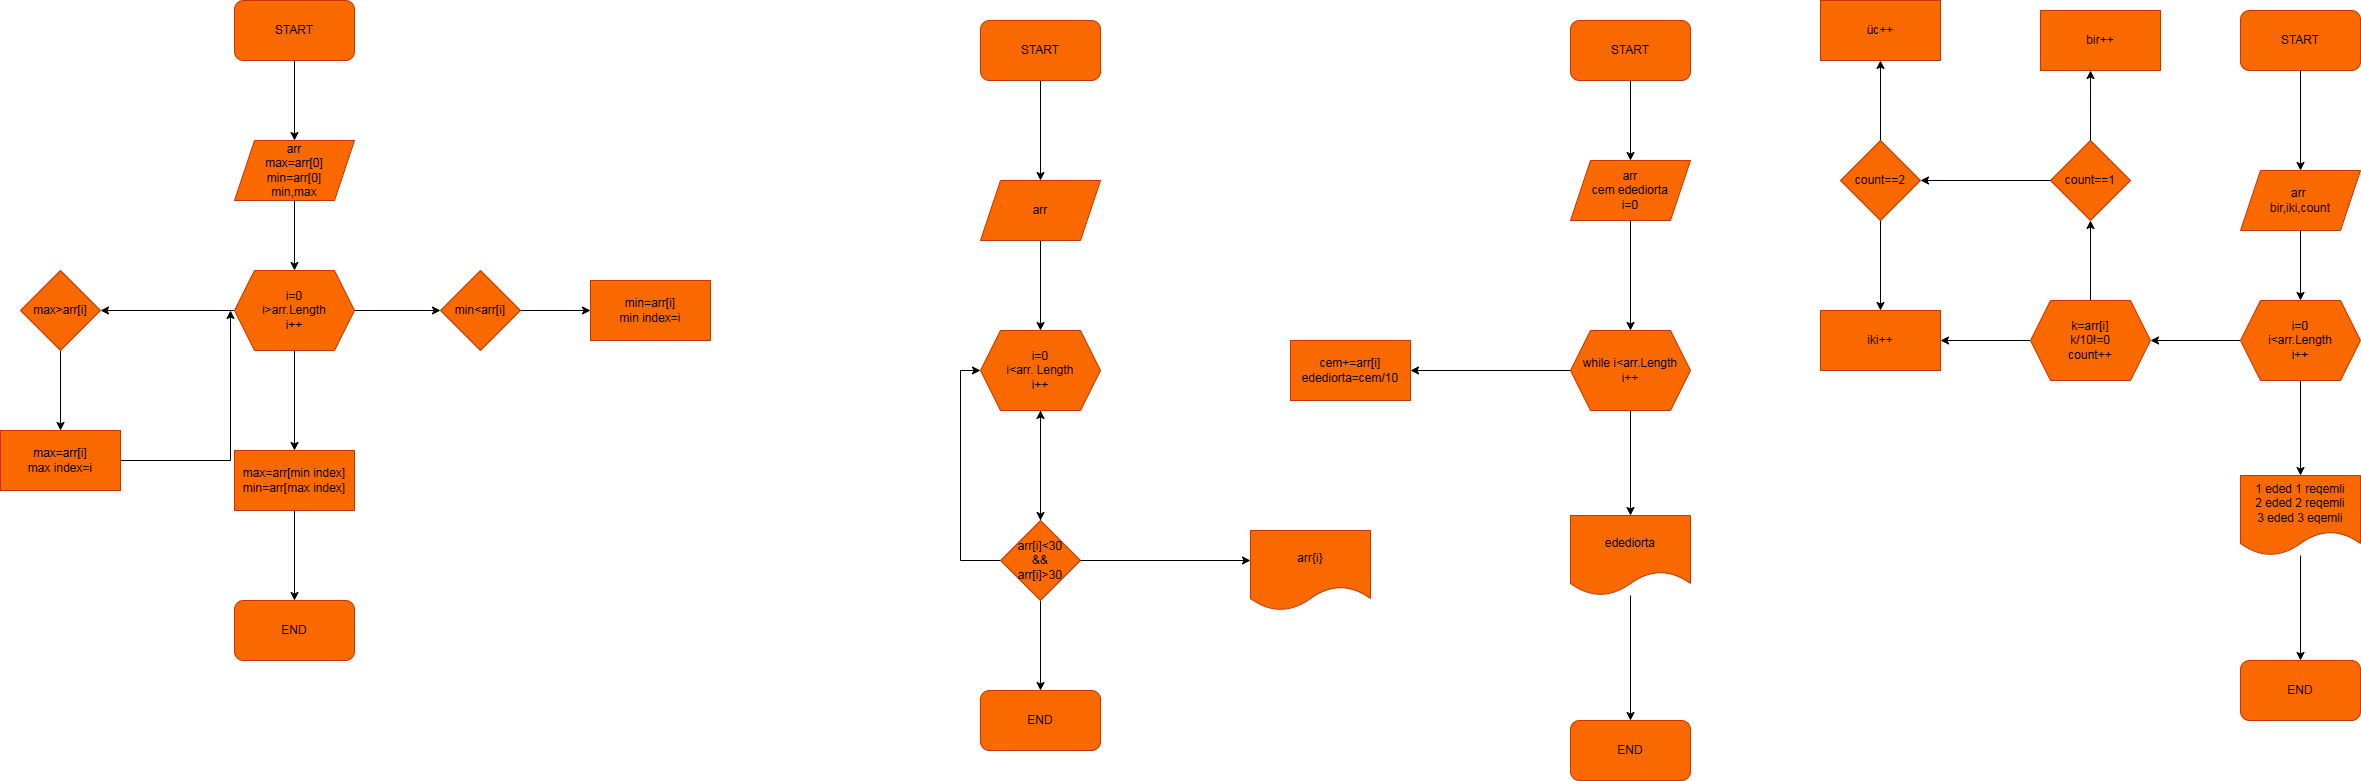 START
arr
max=arr[0]
min=arr[0]
min,max
max>arr[i]
i=0
i>arr.Length
i++
min<arr[i]
min=arr[i]
min index=i
max=arr[i]
max index=i
max=arr[min index]
min=arr[max index]
END
START
arr
i=0
i<arr. Length
i++
arr[i]<30
&&
arr[i]>30
arr{i}
END
START
arr
cem edediorta
i=0
cem+=arr[i]
edediorta=cem/10
while i<arr.Length
i++
edediorta
END
üc++
bir++
START
count==2
count==1
arr
bir,iki,count
iki++
k=arr[i]
k/10!=0
count++
i=0
i<arr.Length
i++
1 eded 1 reqemli
2 eded 2 reqemli
3 eded 3 eqemli
END